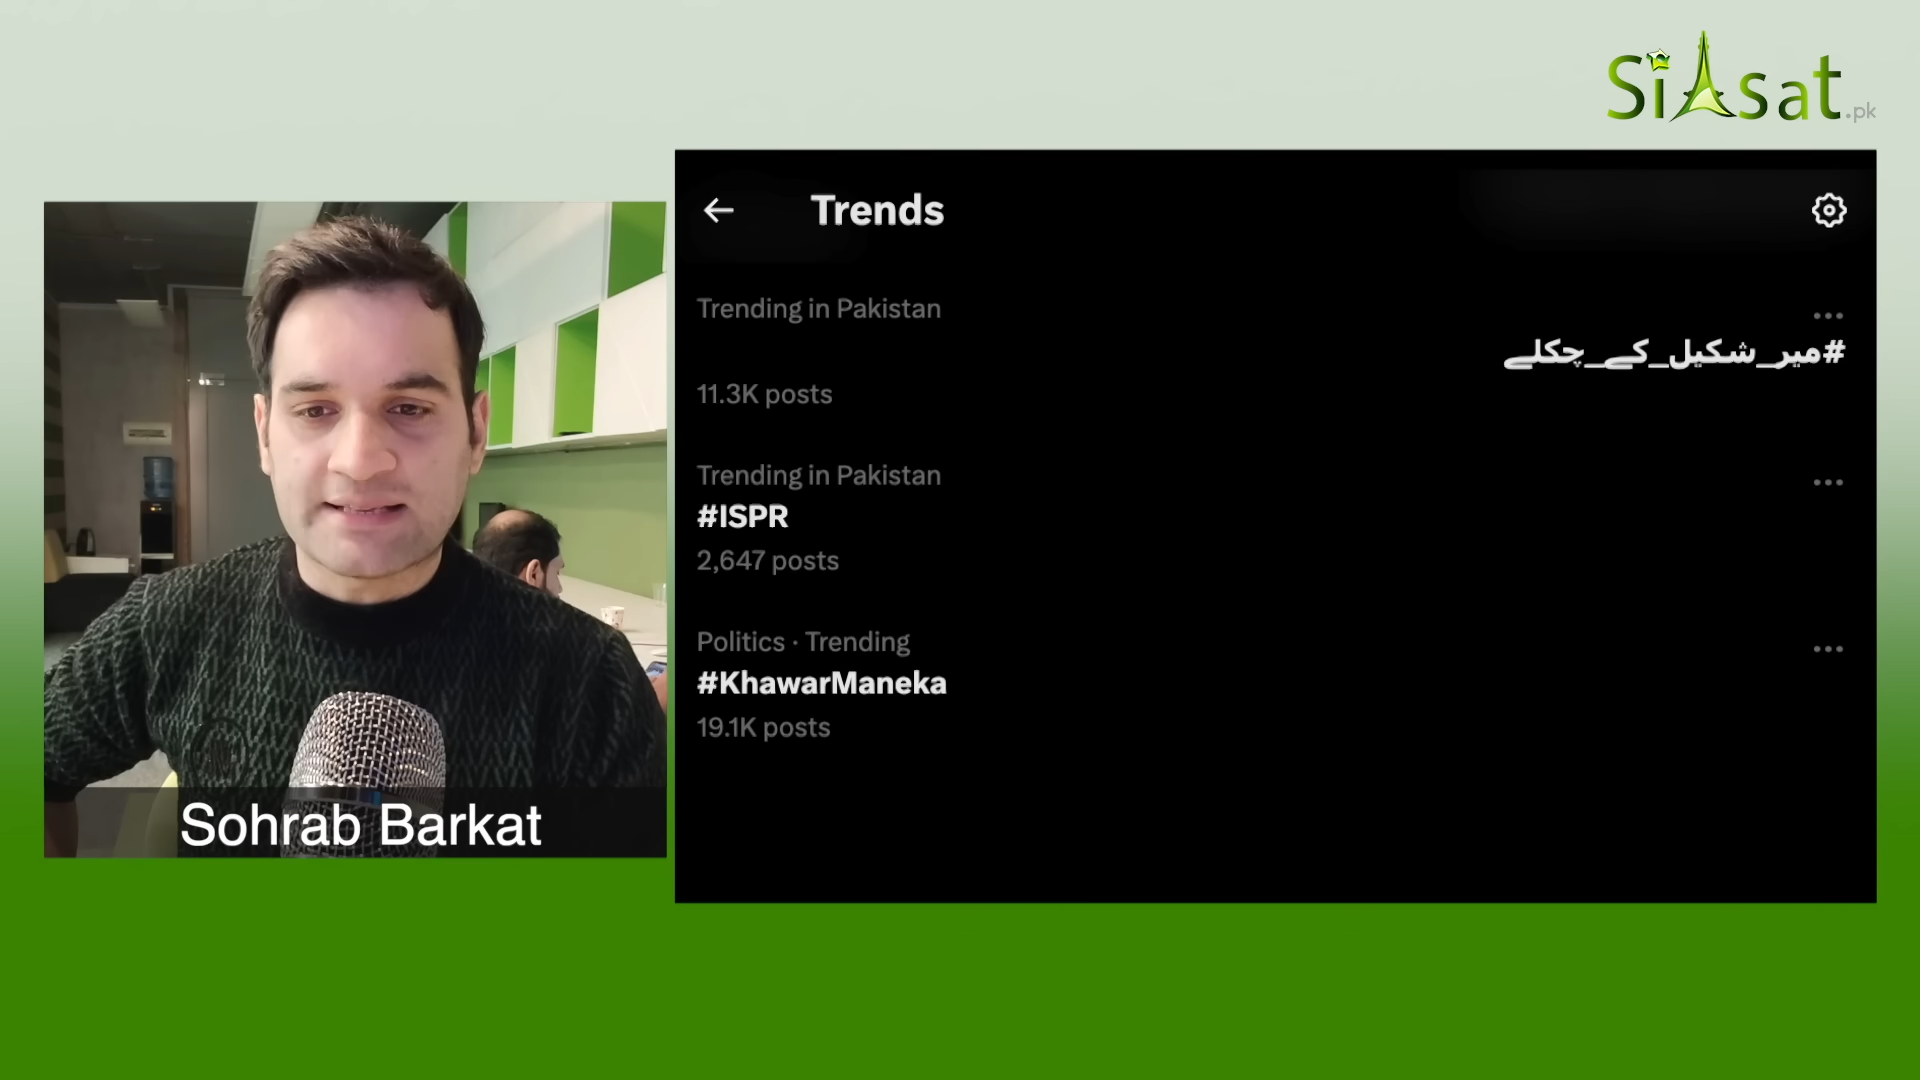 SiAsat.pk
Trends
Trending in Pakistan
#میر_شکیل_کے_چکلے
11.3K posts
Trending in Pakistan
#ISPR
2,647 posts
Politics · Trending
#KhawarManeka
19.1K posts
Sohrab Barkat